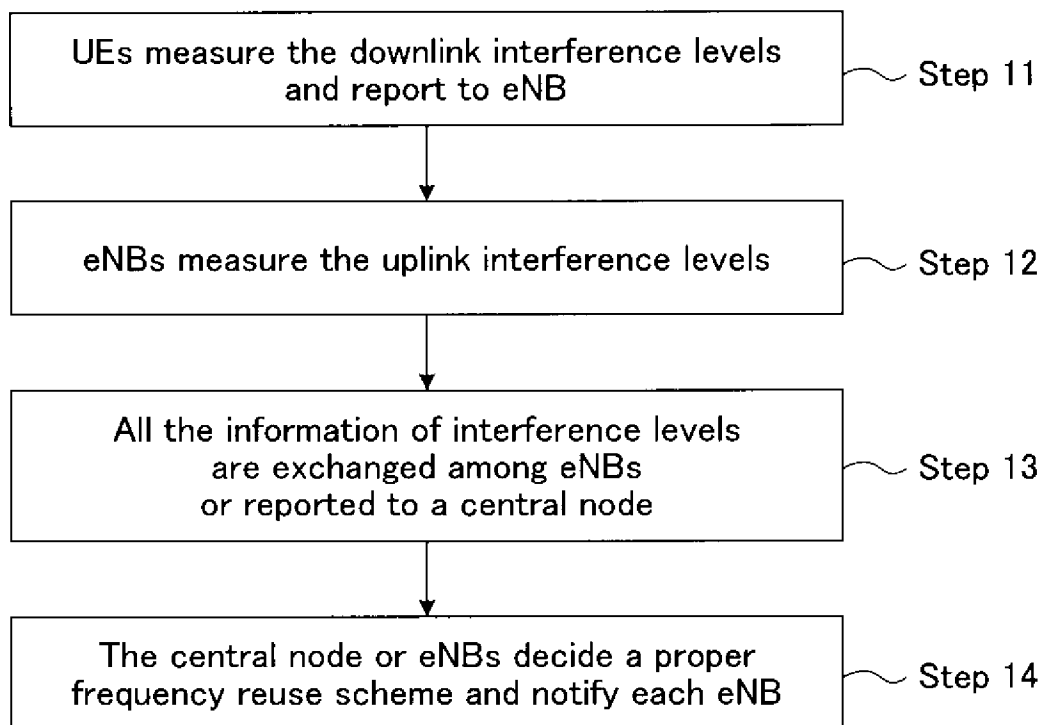 UEs measure the downlink interference levels
and report to eNB
Step 11
eNBs measure the uplink interference levels
Step 12
All the information of interference levels
are exchanged among eNBs
or reported to a central node
Step 13
The central node or eNBs decide a proper
frequency reuse scheme and notify each eNB
Step 14